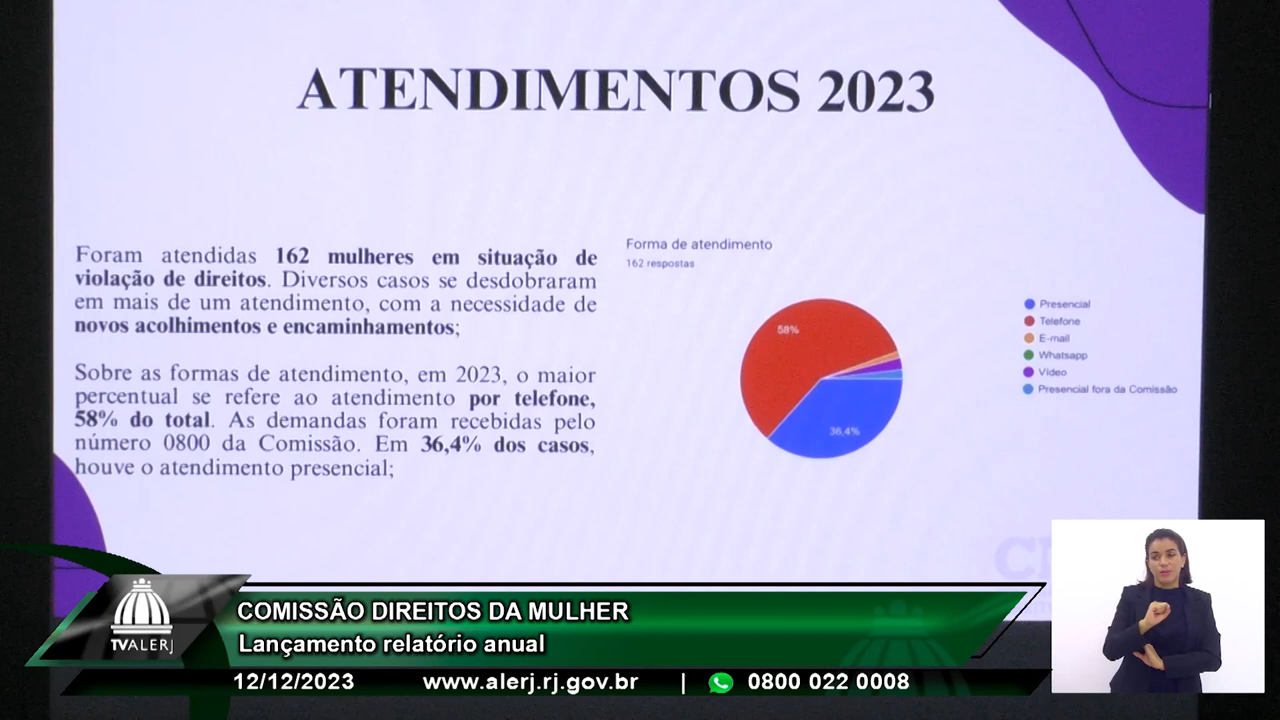 ATENDIMENTOS 2023
Foram atendidas 162 mulheres em situação de
violação de direitos. Diversos casos se desdobraram
em mais de um atendimento, com a necessidade de
novos acolhimentos e encaminhamentos;
Sobre as formas de atendimento, em 2023, o maior
percentual se refere ao atendimento por telefone,
58% do total. As demandas foram recebidas pelo
número 0800 da Comissão. Em 36,4% dos casos,
houve o atendimento presencial;
Forma de atendimento
162 respostas
58%
36,4%
Presencial
Telefone
E-mail
Whatsapp
Vídeo
Presencial fora da Comissão
TVALERJ
COMISSÃO DIREITOS DA MULHER
Lançamento relatório anual
12/12/2023 www.alerj.rj.gov.br | 0800 022 0008